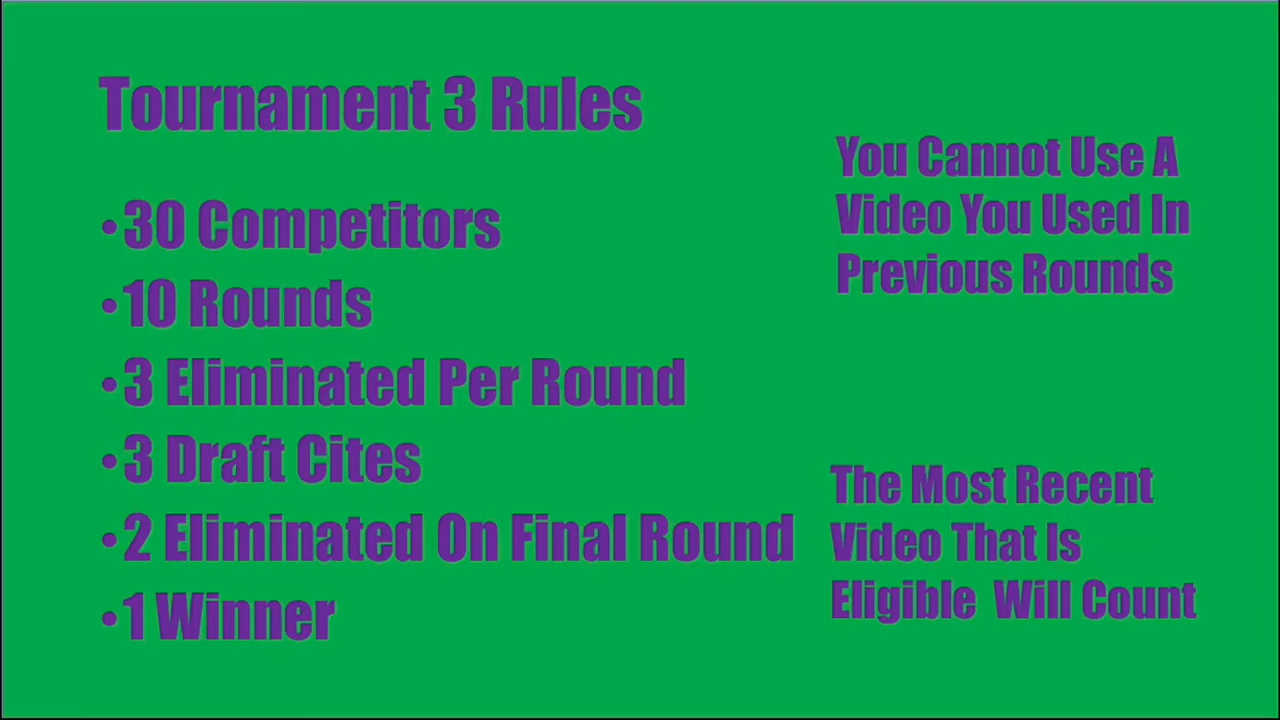 Tournament 3 Rules
•30 Competitors
•10 Rounds
•3 Eliminated Per Round
•3 Draft Cites
•2 Eliminated On Final Round
•1 Winner
You Cannot Use A
Video You Used In
Previous Rounds
The Most Recent
Video That Is
Eligible Will Count